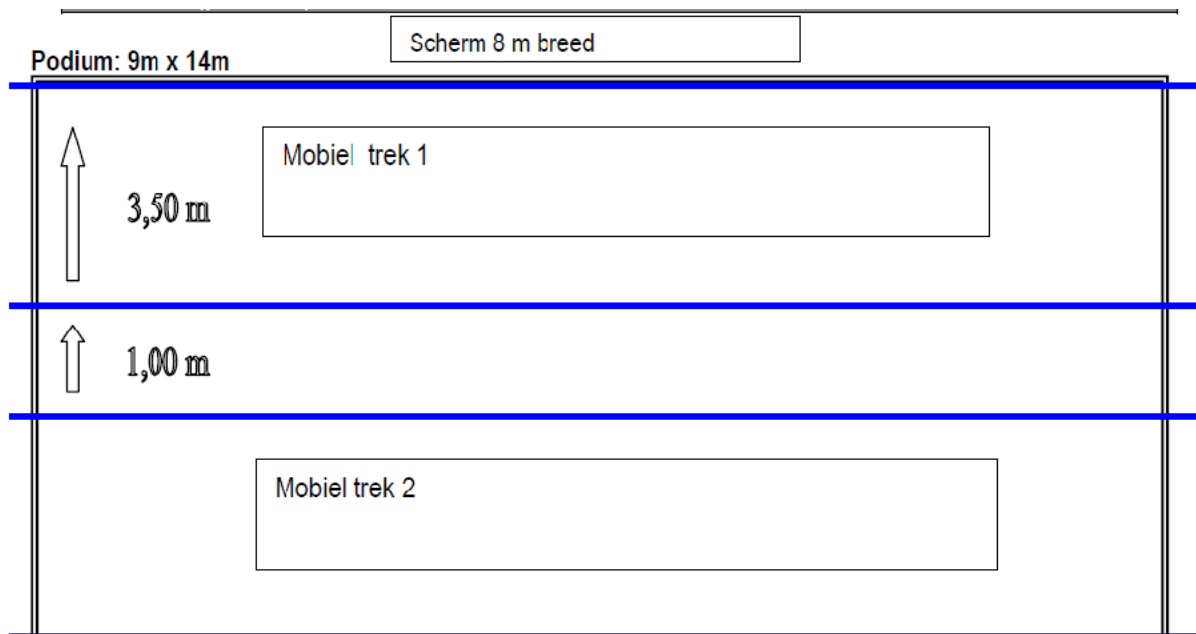 Scherm 8 m breed
Podium: 9m x 14m
Mobiel trek 1
3,50 m
1,00 m
Mobiel trek 2